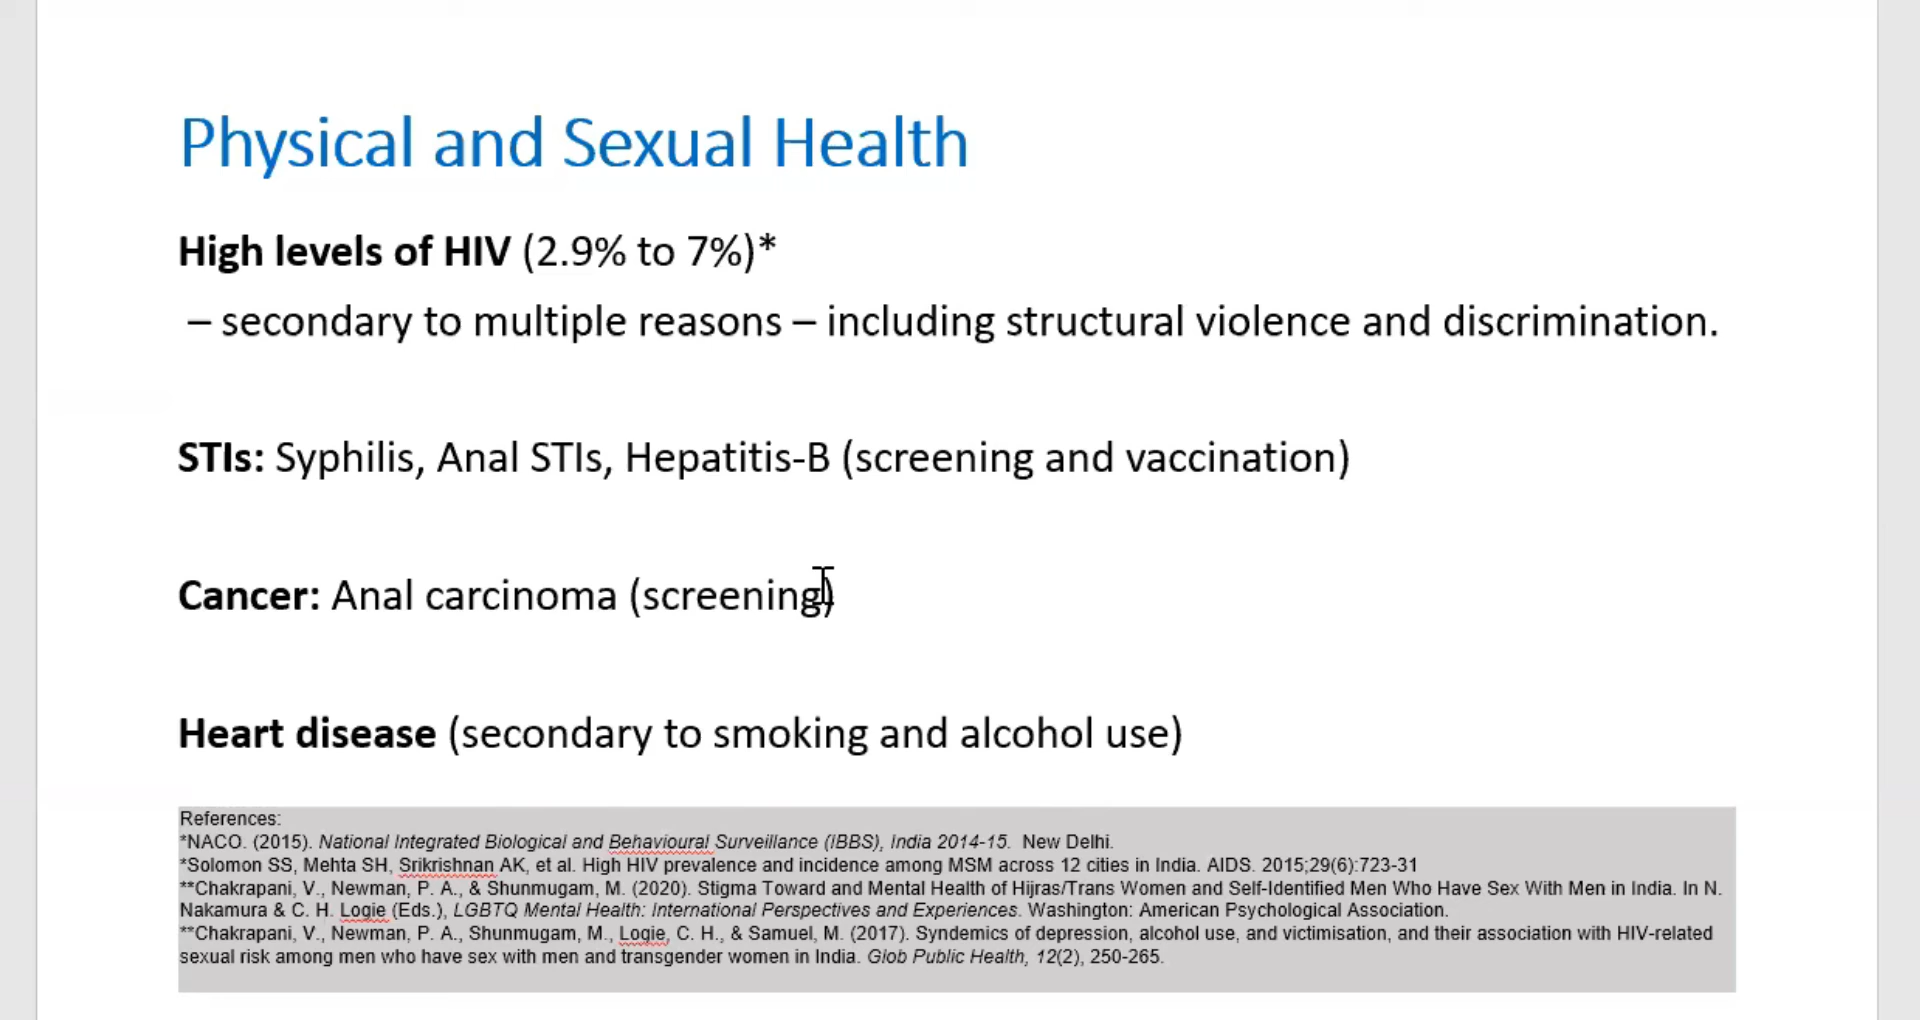 Physical and Sexual Health
High levels of HIV (2.9% to 7%)*
– secondary to multiple reasons – including structural violence and discrimination.
STIs: Syphilis, Anal STIs, Hepatitis-B (screening and vaccination)
Cancer: Anal carcinoma (screening)
Heart disease (secondary to smoking and alcohol use)
References:
*NACO. (2015). National Integrated Biological and Behavioural Surveillance (IBBS), India 2014-15. New Delhi.
*Solomon SS, Mehta SH, Srikrishnan AK, et al. High HIV prevalence and incidence among MSM across 12 cities in India. AIDS. 2015;29(6):723-31
**Chakrapani, V., Newman, P. A., & Shunmugam, M. (2020). Stigma Toward and Mental Health of Hijras/Trans Women and Self-Identified Men Who Have Sex With Men in India. In N.
Nakamura & C. H. Logie (Eds.), LGBTQ Mental Health: International Perspectives and Experiences. Washington: American Psychological Association.
**Chakrapani, V., Newman, P. A., Shunmugam, M., Logie, C. H., & Samuel, M. (2017). Syndemics of depression, alcohol use, and victimisation, and their association with HIV-related
sexual risk among men who have sex with men and transgender women in India. Glob Public Health, 12(2), 250-265.